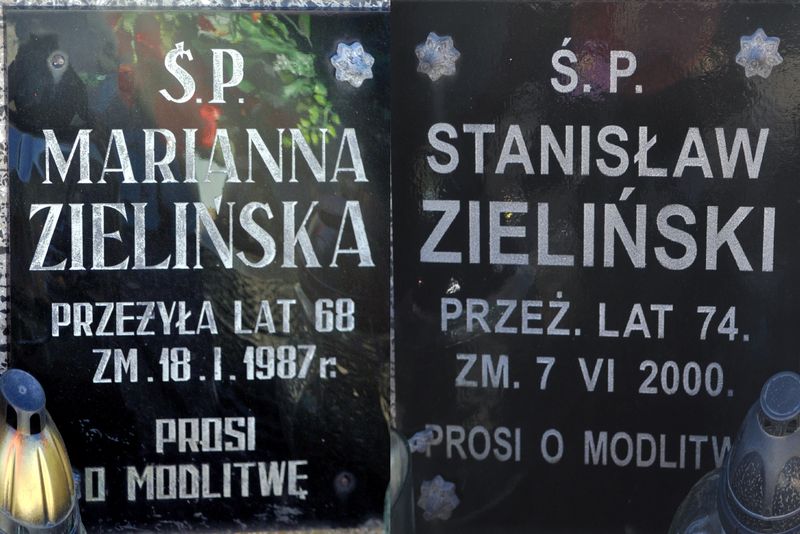 Ś.P.
MARIANNA
ZIELIŃSKA
PRZEŻYŁA LAT 68
ZM. 18. I. 1987 r.
PROSI
O MODLITWĘ
Ś. P.
STANISŁAW
ZIELIŃSKI
PRZEŻ. LAT 74.
ZM. 7 VI 2000.
PROSI O MODLITW